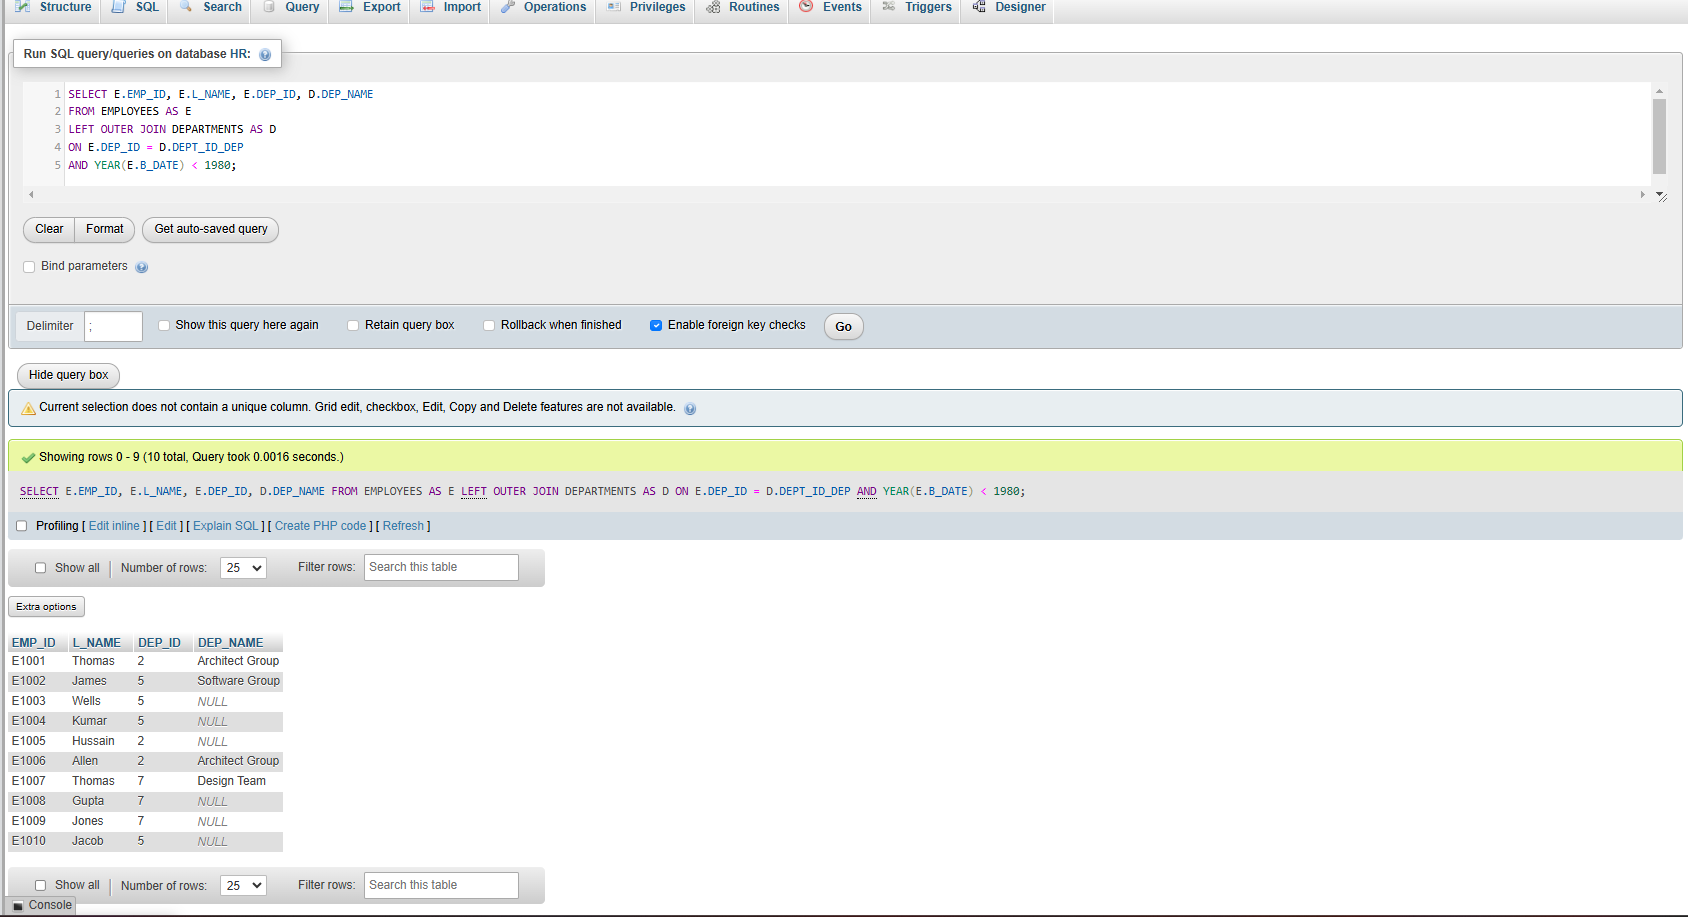 Structure SQL Search Query Export Import Operations Privileges Routines Events Triggers Designer
Run SQL query/queries on database HR:
1 SELECT E.EMP_ID, E.L_NAME, E.DEP_ID, D.DEP_NAME
2 FROM EMPLOYEES AS E
3 LEFT OUTER JOIN DEPARTMENTS AS D
4 ON E.DEP_ID = D.DEPT_ID_DEP
5 AND YEAR(E.B_DATE) < 1980;
Clear Format Get auto-saved query
Bind parameters
Delimiter ; Show this query here again Retain query box Rollback when finished Enable foreign key checks Go
Hide query box
Current selection does not contain a unique column. Grid edit, checkbox, Edit, Copy and Delete features are not available.
Showing rows 0 - 9 (10 total, Query took 0.0016 seconds.)
SELECT E.EMP_ID, E.L_NAME, E.DEP_ID, D.DEP_NAME FROM EMPLOYEES AS E LEFT OUTER JOIN DEPARTMENTS AS D ON E.DEP_ID = D.DEPT_ID_DEP AND YEAR(E.B_DATE) < 1980;
Profiling [ Edit inline ] [ Edit ] [ Explain SQL ] [ Create PHP code ] [ Refresh ]
Show all | Number of rows: 25 Filter rows: Search this table
Extra options
EMP_ID L_NAME DEP_ID DEP_NAME
E1001 Thomas 2 Architect Group
E1002 James 5 Software Group
E1003 Wells 5 NULL
E1004 Kumar 5 NULL
E1005 Hussain 2 NULL
E1006 Allen 2 Architect Group
E1007 Thomas 7 Design Team
E1008 Gupta 7 NULL
E1009 Jones 7 NULL
E1010 Jacob 5 NULL
Show all | Number of rows: 25 Filter rows: Search this table
Console